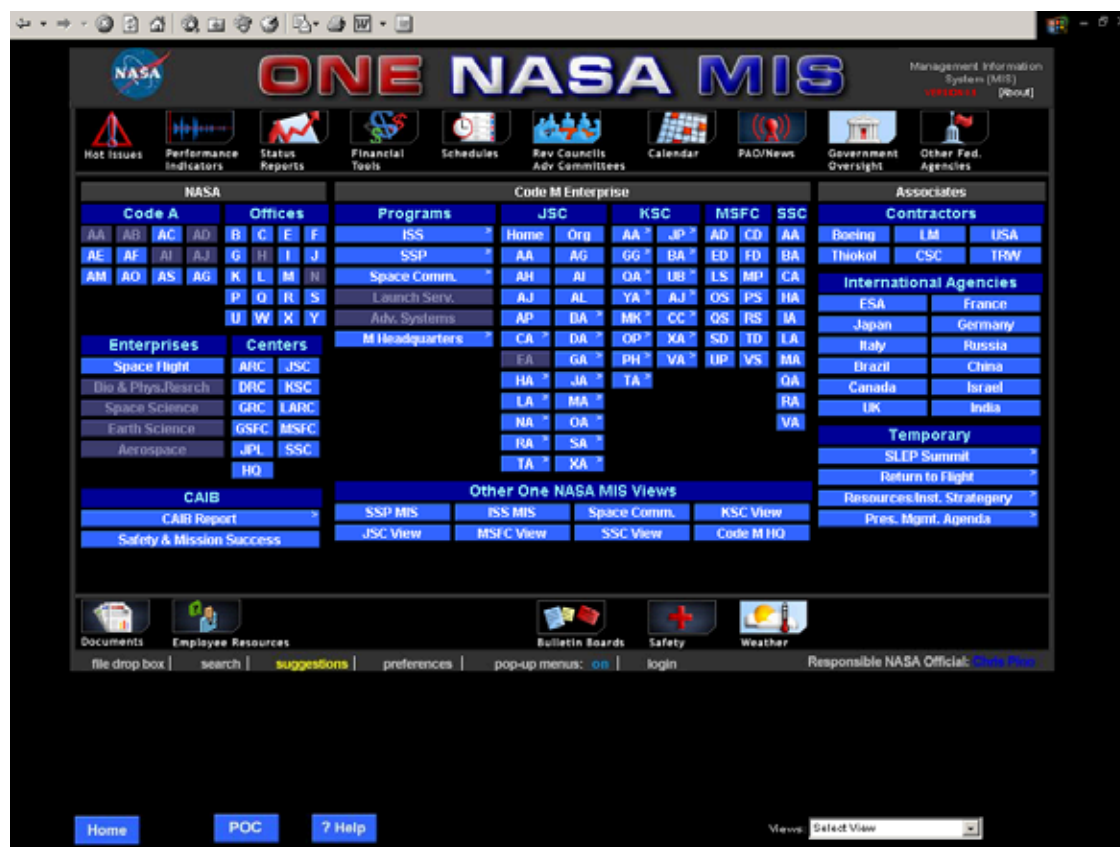 NASA
ONE NASA MIS
Management Information
System (MIS)
[About]
Hot Issues
Performance
Indicators
Status
Reports
Financial
Tools
Schedules
Rev Councils
Adv Committees
Calendar
PAO/News
Government
Oversight
Other Fed.
Agencies
NASA
Code M Enterprise
Associates
Code A
AA AB AC AD
AE AF AI AJ
AM AO AS AG
Offices
B C E F
G H I J
K L M N
P Q R S
U W X Y
Enterprises
Space Flight
Bio & Phys.Resrch
Space Science
Earth Science
Aerospace
Centers
ARC JSC
DRC KSC
GRC LARC
GSFC MSFC
JPL SSC
HQ
CAIB
CAIB Report
Safety & Mission Success
Programs
ISS
SSP
Space Comm.
Launch Serv.
Adv. Systems
M Headquarters
JSC
Home Org
AA AG
AH AI
AJ AL
AP BA
CA DA
EA GA
HA JA
LA MA
NA OA
RA SA
TA XA
KSC
AA JP
GG BA
QA UB
YA AJ
MK CC
OP XA
PH VA
TA
MSFC
AD CD
ED FD
LS MP
OS PS
QS RS
SD TD
UP VS
SSC
AA
BA
CA
HA
IA
LA
MA
QA
RA
VA
Other One NASA MIS Views
SSP MIS ISS MIS Space Comm. KSC View
JSC View MSFC View SSC View Code M HQ
Contractors
Boeing LM USA
Thiokol CSC TRW
International Agencies
ESA France
Japan Germany
Italy Russia
Brazil China
Canada Israel
UK India
Temporary
SLEP Summit
Return to Flight
Resources/Inst. Strategery
Pres. Mgmt. Agenda
Documents
Employee Resources
Bulletin Boards
Safety
Weather
file drop box | search | suggestions | preferences | pop-up menus: on | login
Responsible NASA Official: Chris Pino
Home
POC
? Help
Views: Select View